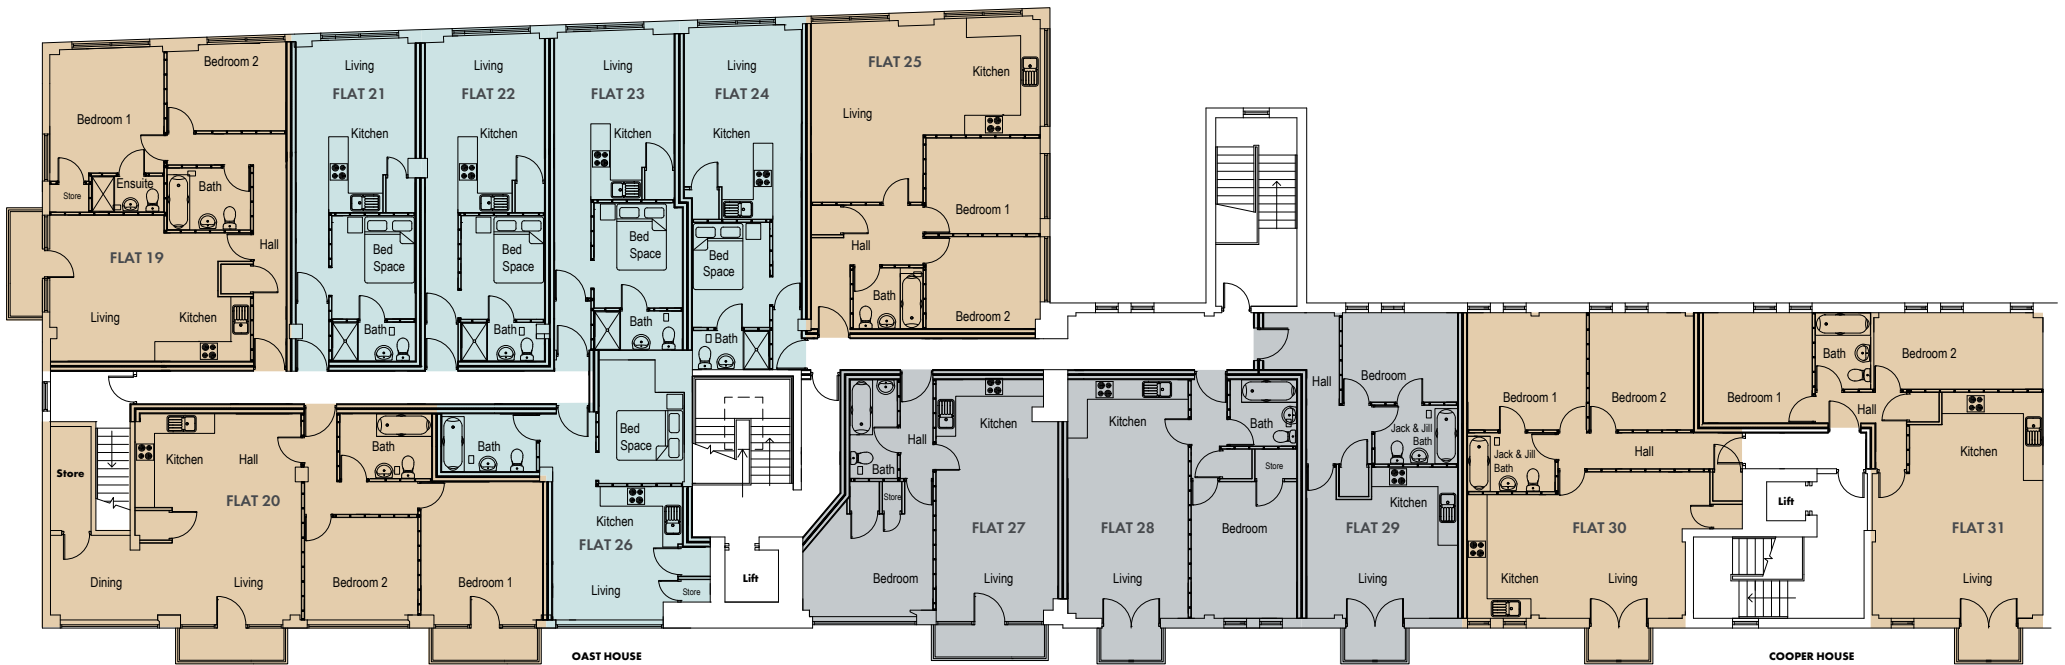 Bedroom 1
Bedroom 2
Ensuite
Bath
Store
Hall
FLAT 19
Living
Kitchen
Living
FLAT 21
Kitchen
Bed
Space
Bath
Living
FLAT 22
Kitchen
Bed
Space
Bath
Living
FLAT 23
Kitchen
Bed
Space
Bath
Living
FLAT 24
Kitchen
Bed
Space
Bath
FLAT 25
Kitchen
Living
Bedroom 1
Hall
Bath
Bedroom 2
Store
Kitchen
Hall
FLAT 20
Dining
Living
Bath
Bedroom 2
Bedroom 1
Bath
Bed
Space
Kitchen
FLAT 26
Living
Store
Lift
Hall
Bath
Store
Bedroom
Kitchen
FLAT 27
Living
Kitchen
FLAT 28
Living
Bath
Store
Bedroom
Hall
Bedroom
Jack & Jill
Bath
Kitchen
FLAT 29
Living
Bedroom 1
Bedroom 2
Jack & Jill
Bath
Hall
FLAT 30
Kitchen
Living
Bedroom 1
Bath
Bedroom 2
Hall
Lift
Kitchen
FLAT 31
Living
OAST HOUSE
COOPER HOUSE